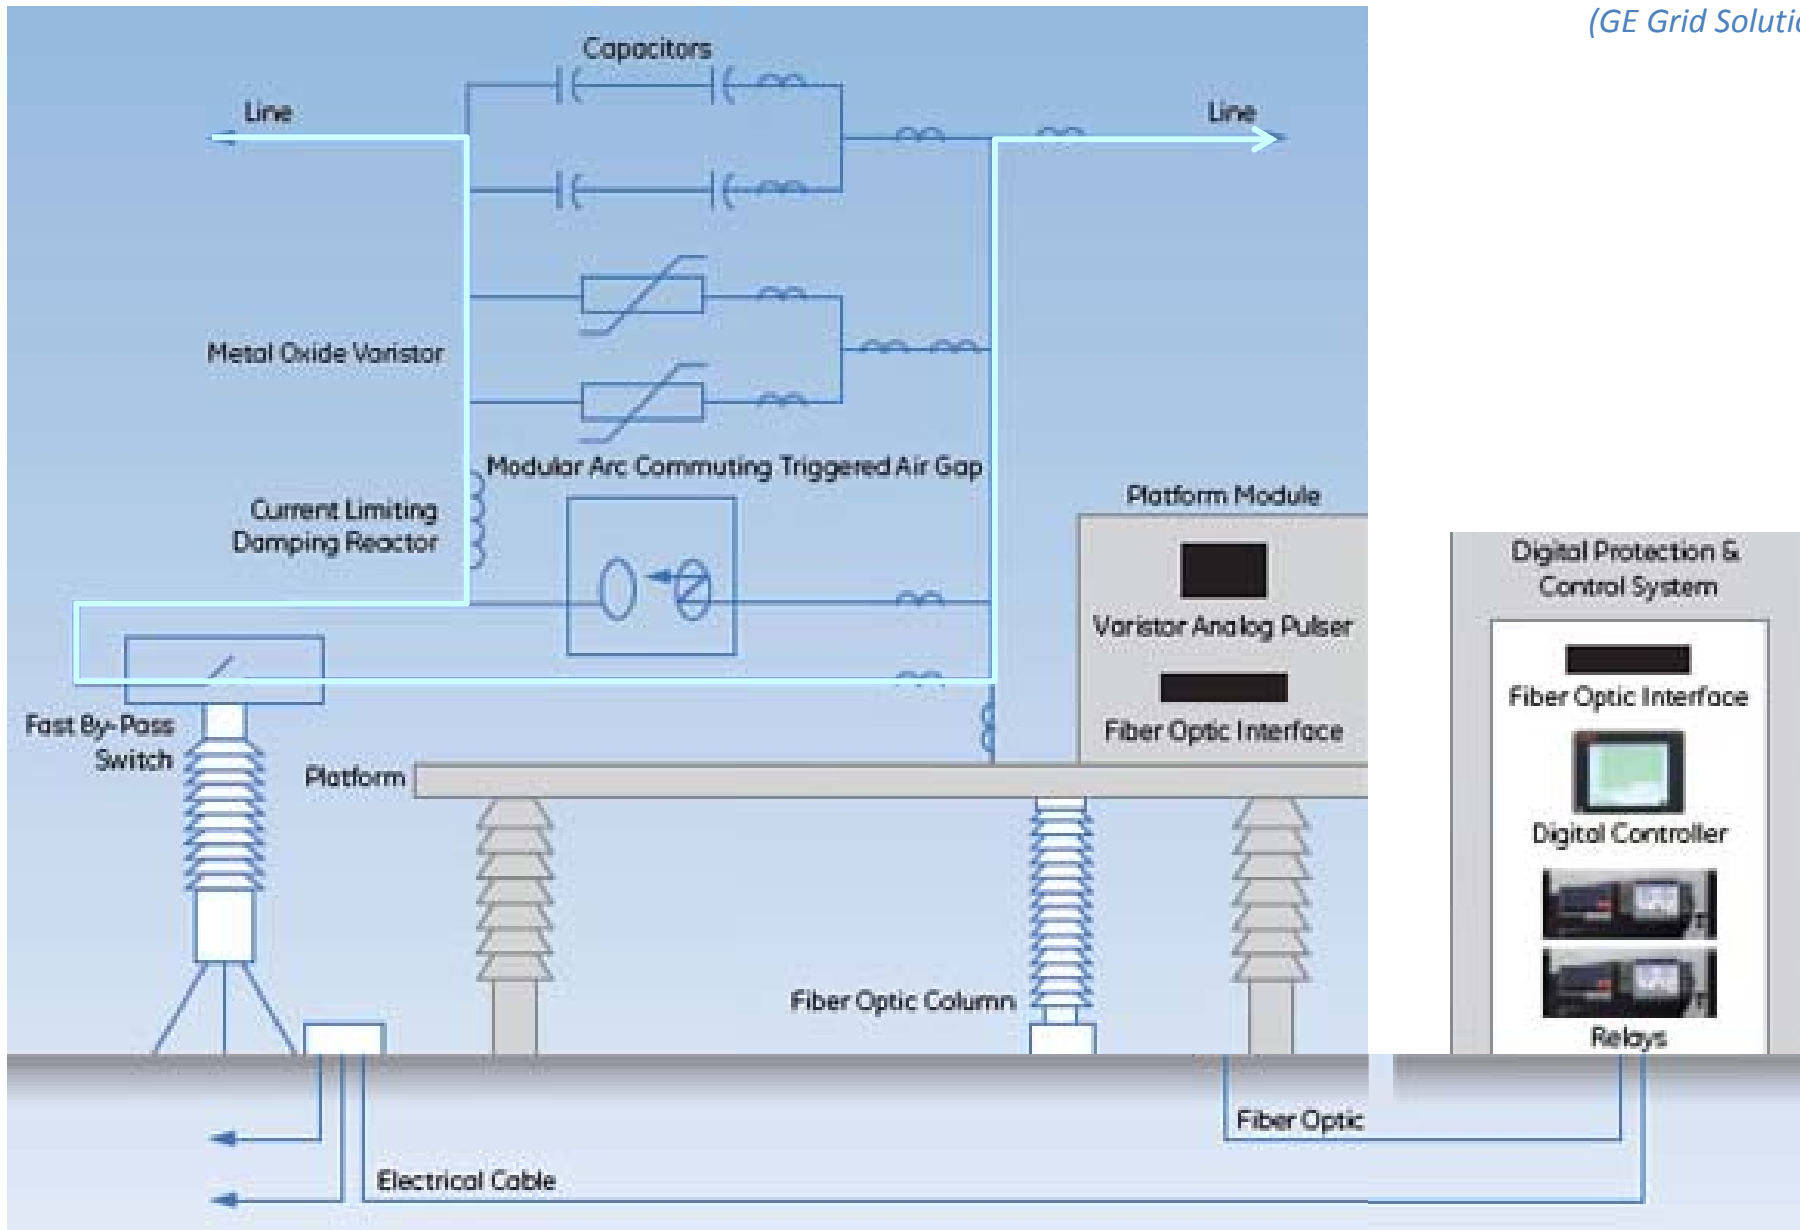 (GE Grid
Capacitors
Line
Line
Metal Oxide Varistor
Modular Arc Commuting Triggered Air Gap
Current Limiting
Damping Reactor
Platform Module
Varistor Analog Pulser
Fiber Optic Interface
Digital Protection &
Control System
Fiber Optic Interface
Digital Controller
Relays
Fast By-Pass
Switch
Platform
Fiber Optic Column
Fiber Optic
Electrical Cable